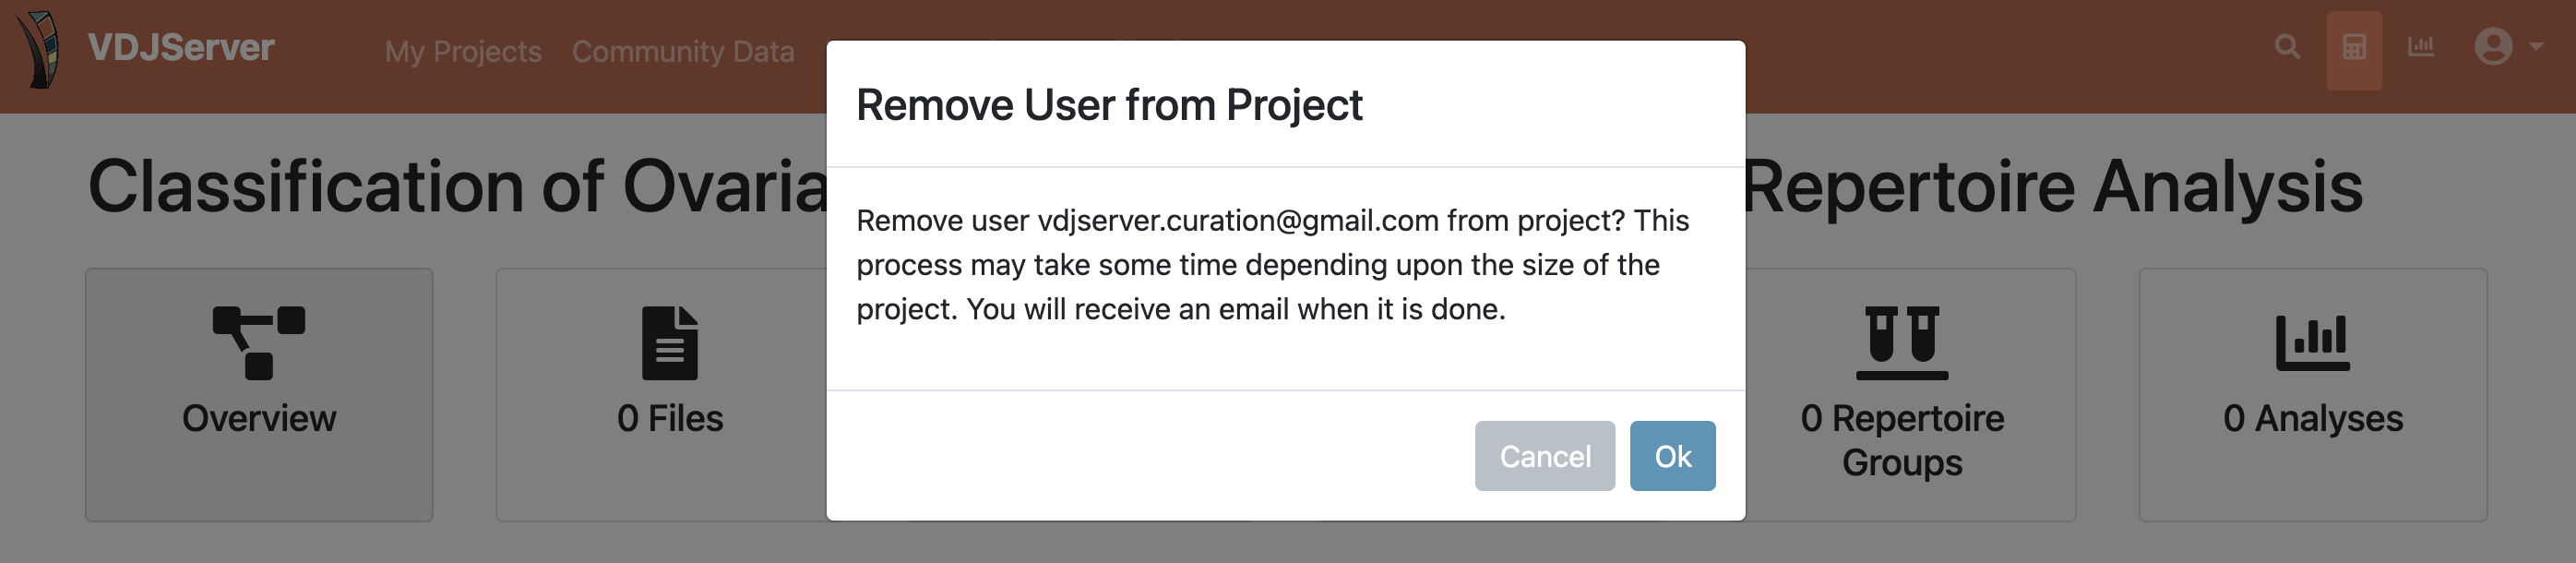 VDJServer
My Projects
Community Data
Remove User from Project
Classification of Ovaria
Repertoire Analysis
Remove user vdjserver.curation@gmail.com from project? This
process may take some time depending upon the size of the
project. You will receive an email when it is done.
Cancel
Ok
Overview
0 Files
0 Repertoire
Groups
0 Analyses